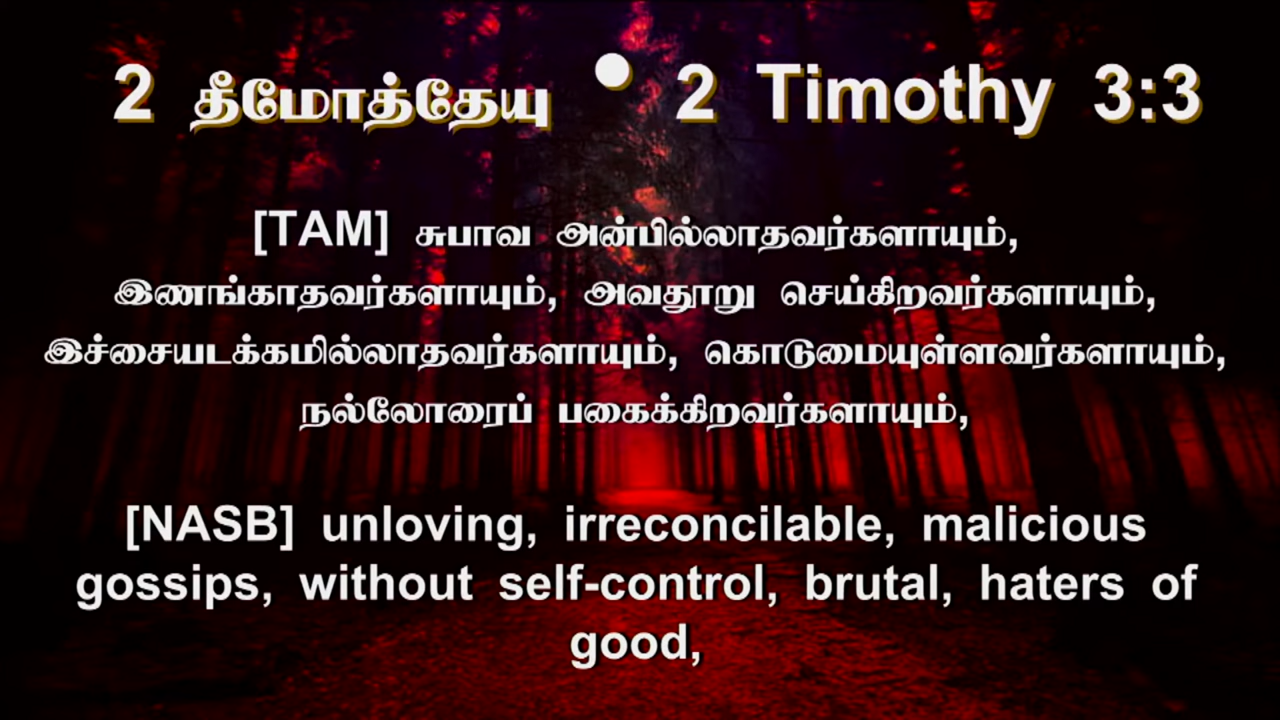 2 தீமோத்தேயு • 2 Timothy 3:3
[TAM] சுபாவ அன்பில்லாதவர்களாயும்,
இணங்காதவர்களாயும், அவதூறு செய்கிறவர்களாயும்,
இச்சையடக்கமில்லாதவர்களாயும், கொடுமையுள்ளவர்களாயும்,
நல்லோரைப் பகைக்கிறவர்களாயும்,
[NASB] unloving, irreconcilable, malicious
gossips, without self-control, brutal, haters of
good,